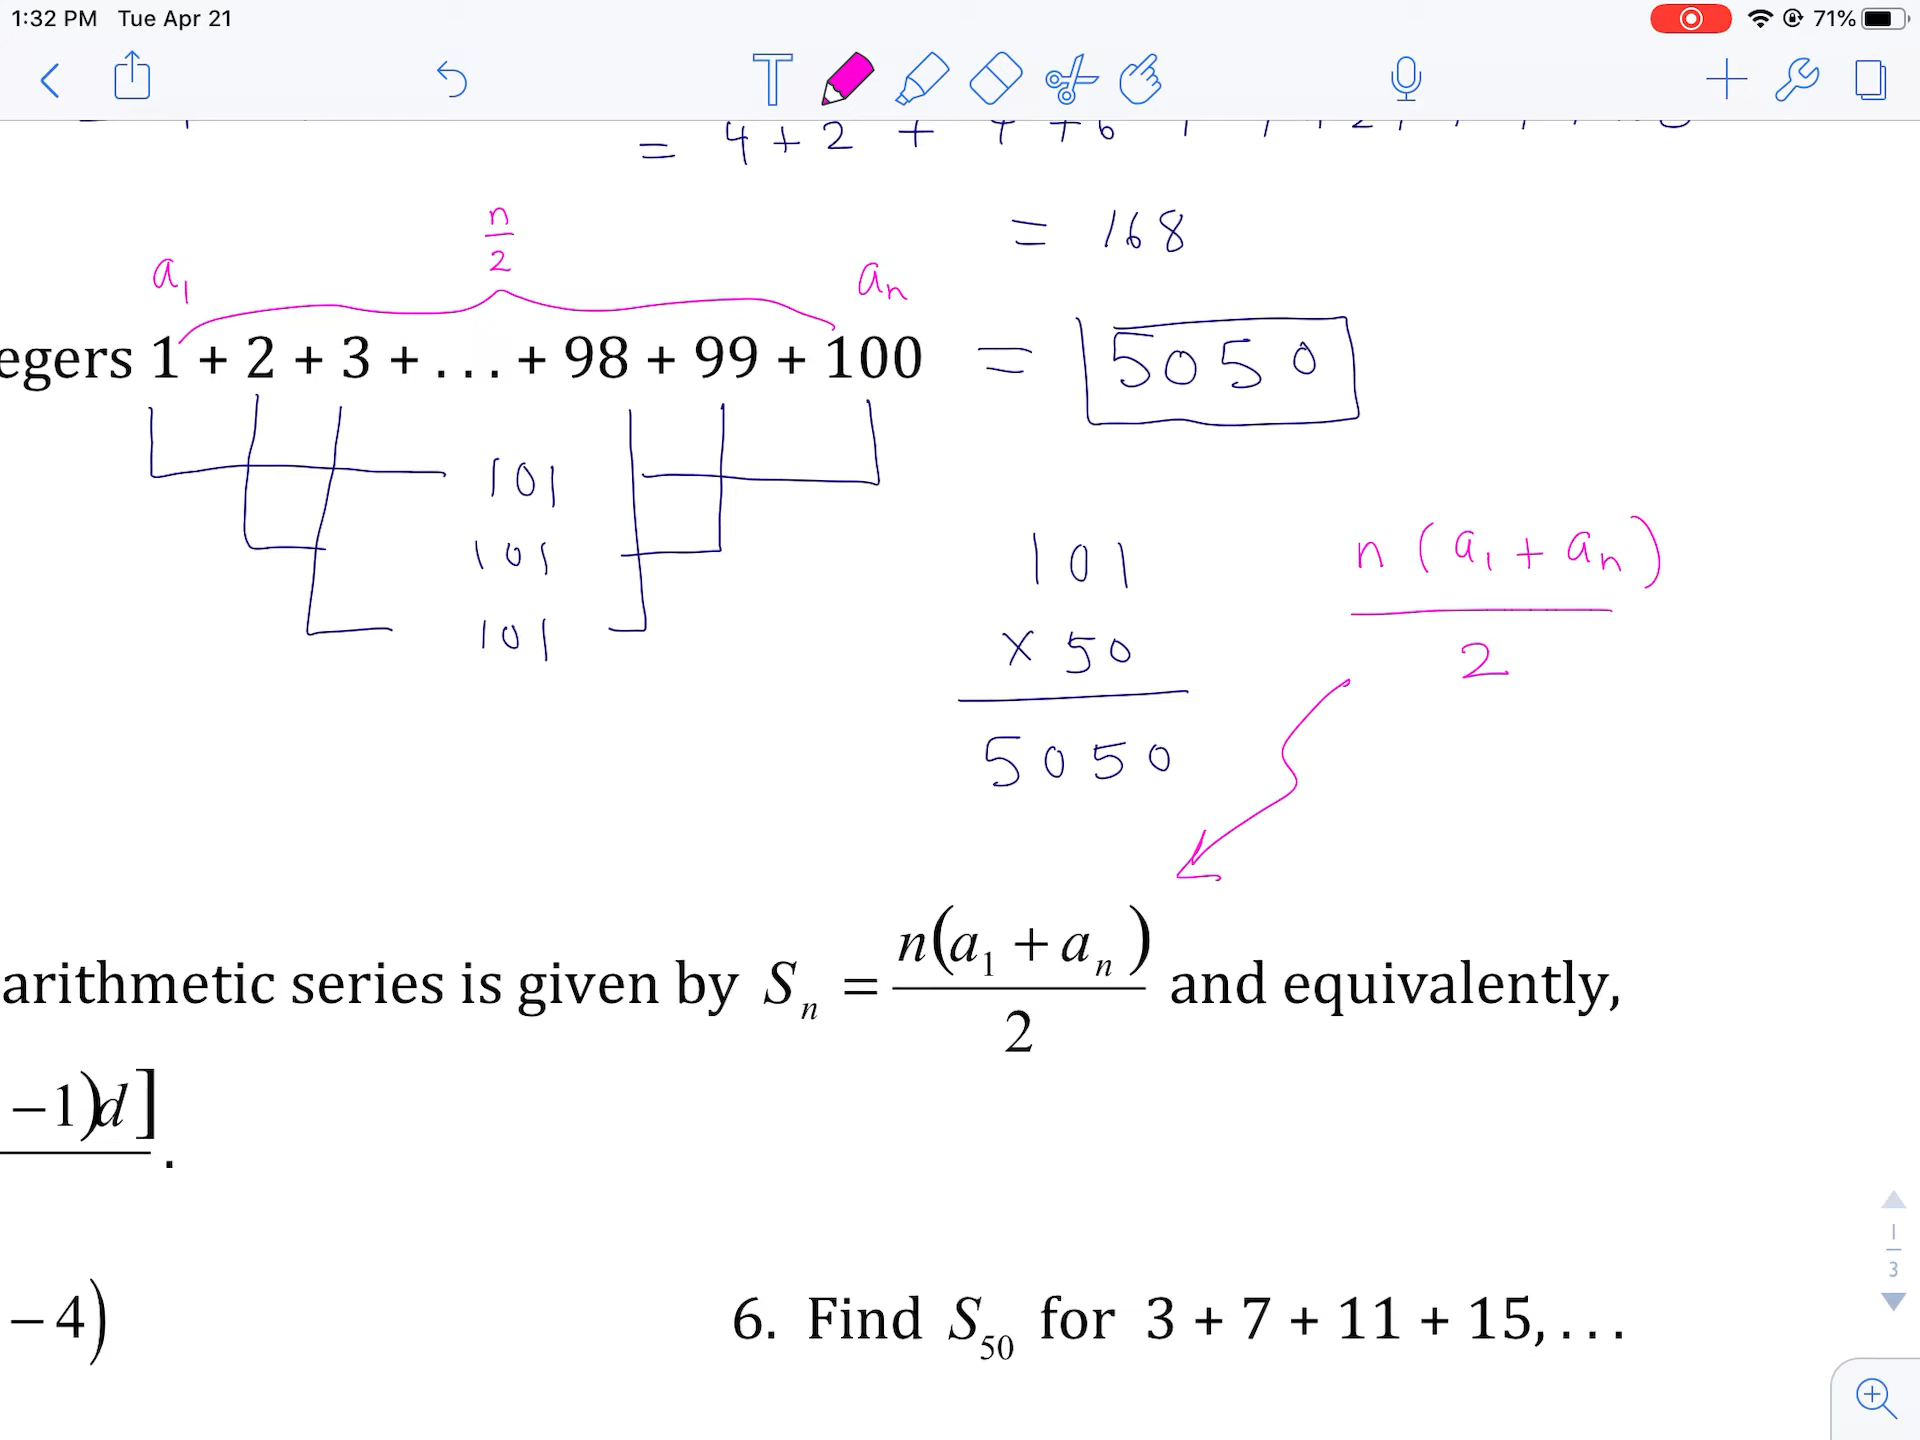 1:32 PM Tue Apr 21 71%
T
= 4 + 2 +
= 168
n/2
a₁ aₙ
egers 1 + 2 + 3 + . . . + 98 + 99 + 100 = 5050
101
101
101
101
x 50
5050
n(a₁ + aₙ)
2
arithmetic series is given by Sₙ = n(a₁ + aₙ)/2 and equivalently,
−1)d]
.
−4)
6. Find S₅₀ for 3 + 7 + 11 + 15, . . .
1/3